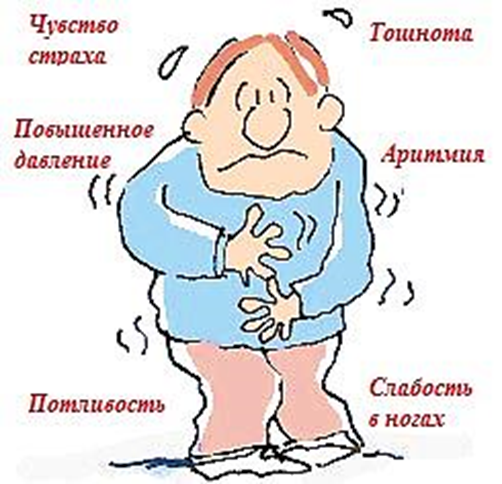 Чувство
страха
Тошнота
Повышенное
давление
Аритмия
Потливость
Слабость
в ногах